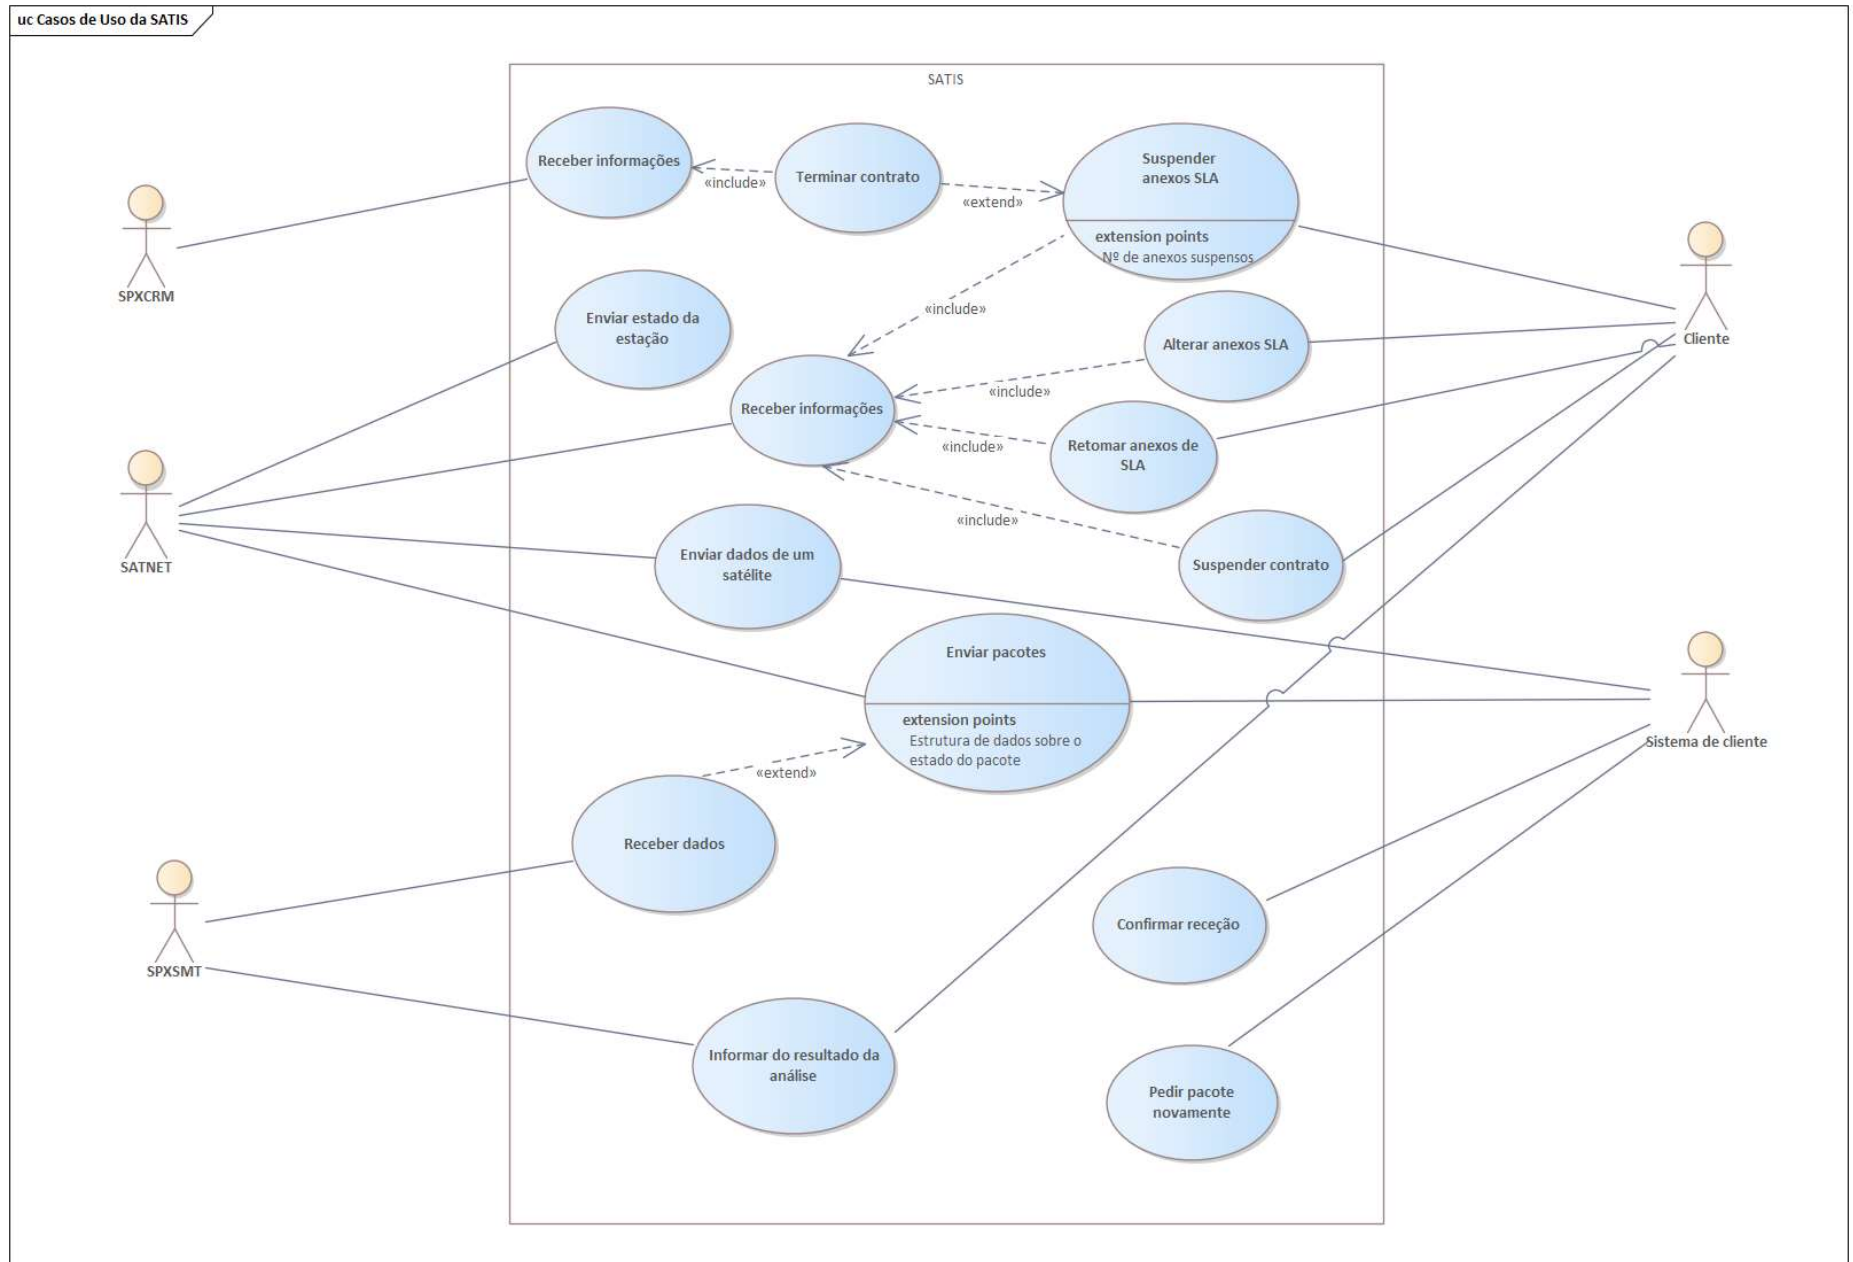 uc Casos de Uso da SATIS
SATIS
Receber informações
«include»
Terminar contrato
«extend»
Suspender
anexos SLA
extension points
Nº de anexos suspensos
SPXCRM
Enviar estado da
estação
«include»
Alterar anexos SLA
Cliente
Receber informações
«include»
«include»
Retomar anexos de
SLA
«include»
Suspender contrato
SATNET
Enviar dados de um
satélite
Enviar pacotes
extension points
Estrutura de dados sobre o
estado do pacote
«extend»
Sistema de cliente
Receber dados
SPXSMT
Confirmar receção
Informar do resultado da
análise
Pedir pacote
novamente